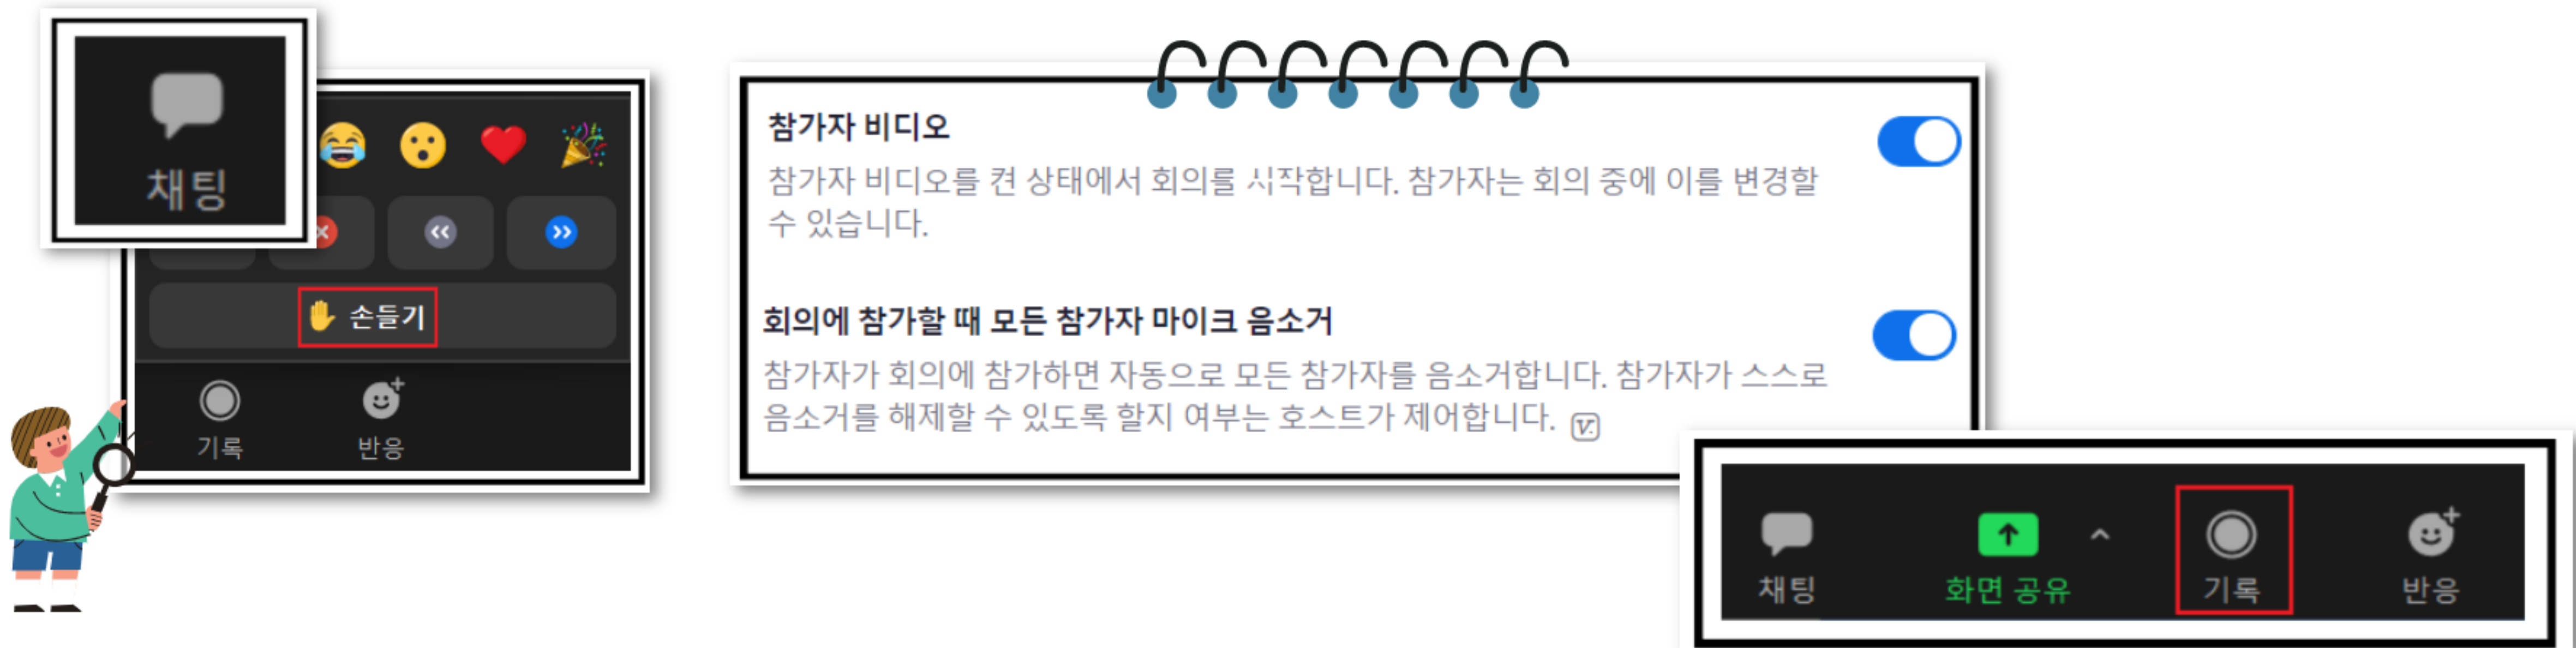 채팅
손들기
기록
반응
참가자 비디오
참가자 비디오를 켠 상태에서 회의를 시작합니다. 참가자는 회의 중에 이를 변경할
수 있습니다.
회의에 참가할 때 모든 참가자 마이크 음소거
참가자가 회의에 참가하면 자동으로 모든 참가자를 음소거합니다. 참가자가 스스로
음소거를 해제할 수 있도록 할지 여부는 호스트가 제어합니다.
채팅
화면 공유
기록
반응